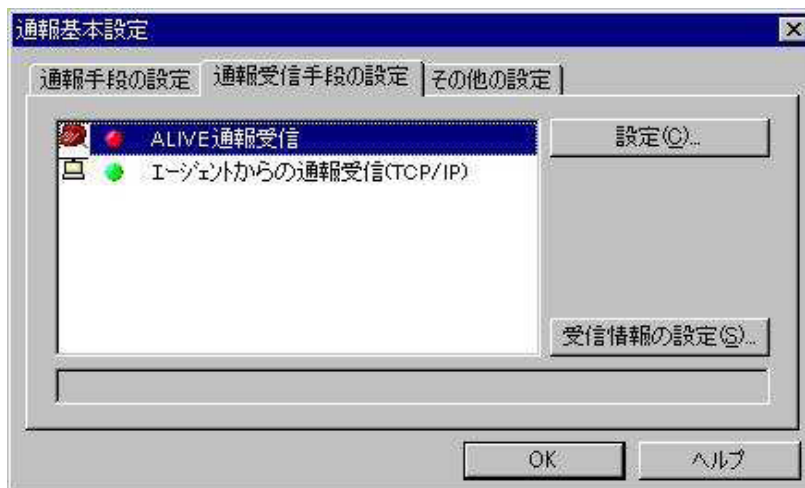 通報基本設定
通報手段の設定 通報受信手段の設定 その他の設定
ALIVE通報受信
設定(C)...
エージェントからの通報受信(TCP/IP)
受信情報の設定(S)...
OK
ヘルプ